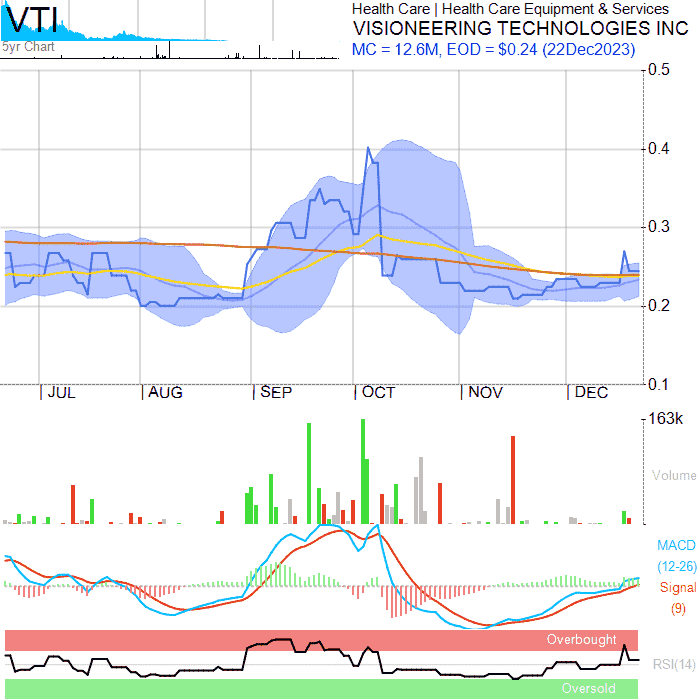 VTI
Health Care | Health Care Equipment & Services
VISIONEERING TECHNOLOGIES INC
5yr Chart
MC = 12.6M, EOD = $0.24 (22Dec2023)
0.5
0.4
0.3
0.2
0.1
JUL
AUG
SEP
OCT
NOV
DEC
163k
Volume
MACD
(12-26)
Signal
(9)
Overbought
RSI(14)
Oversold